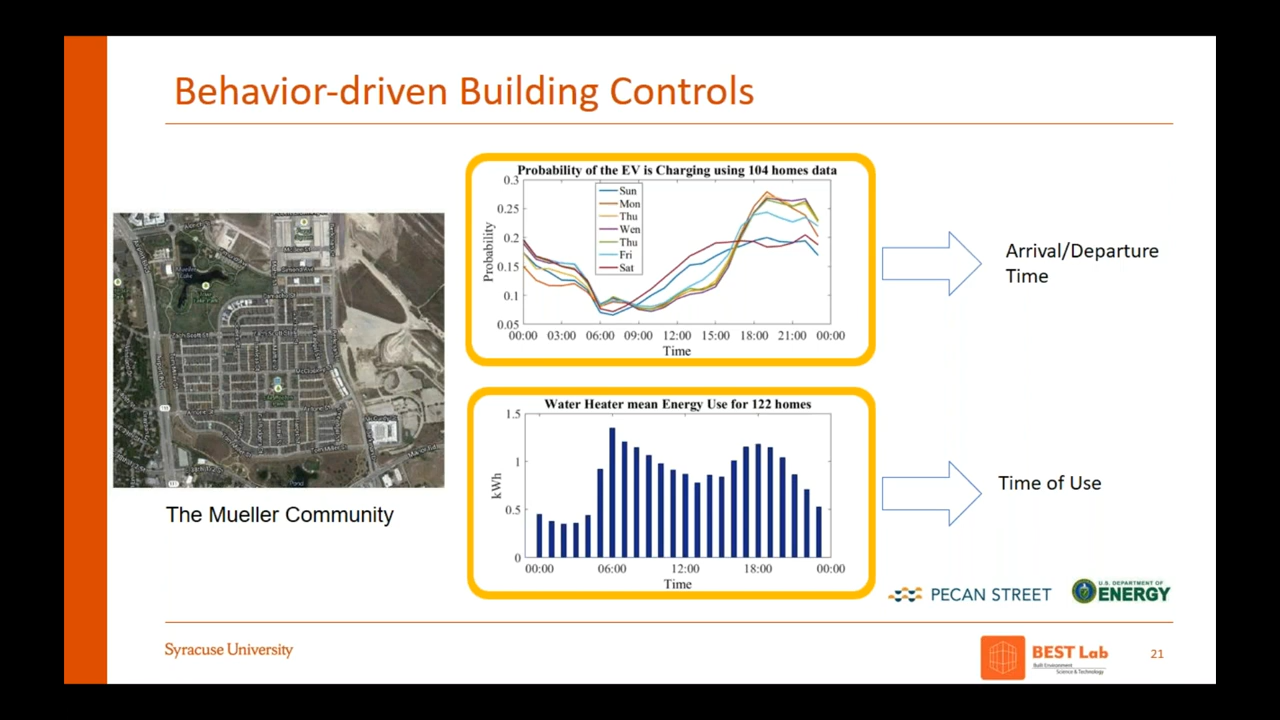 Behavior-driven Building Controls
The Mueller Community
Probability of the EV is Charging using 104 homes data
Probability
0.3
0.25
0.2
0.15
0.1
0.05
Sun
Mon
Thu
Wen
Thu
Fri
Sat
00:00 03:00 06:00 09:00 12:00 15:00 18:00 21:00 00:00
Time
Arrival/Departure
Time
Water Heater mean Energy Use for 122 homes
kWh
1.5
1
0.5
0
00:00 06:00 12:00 18:00 00:00
Time
Time of Use
PECAN STREET
U.S. DEPARTMENT OF
ENERGY
Syracuse University
BEST Lab
Built Environment
Science & Technology
21